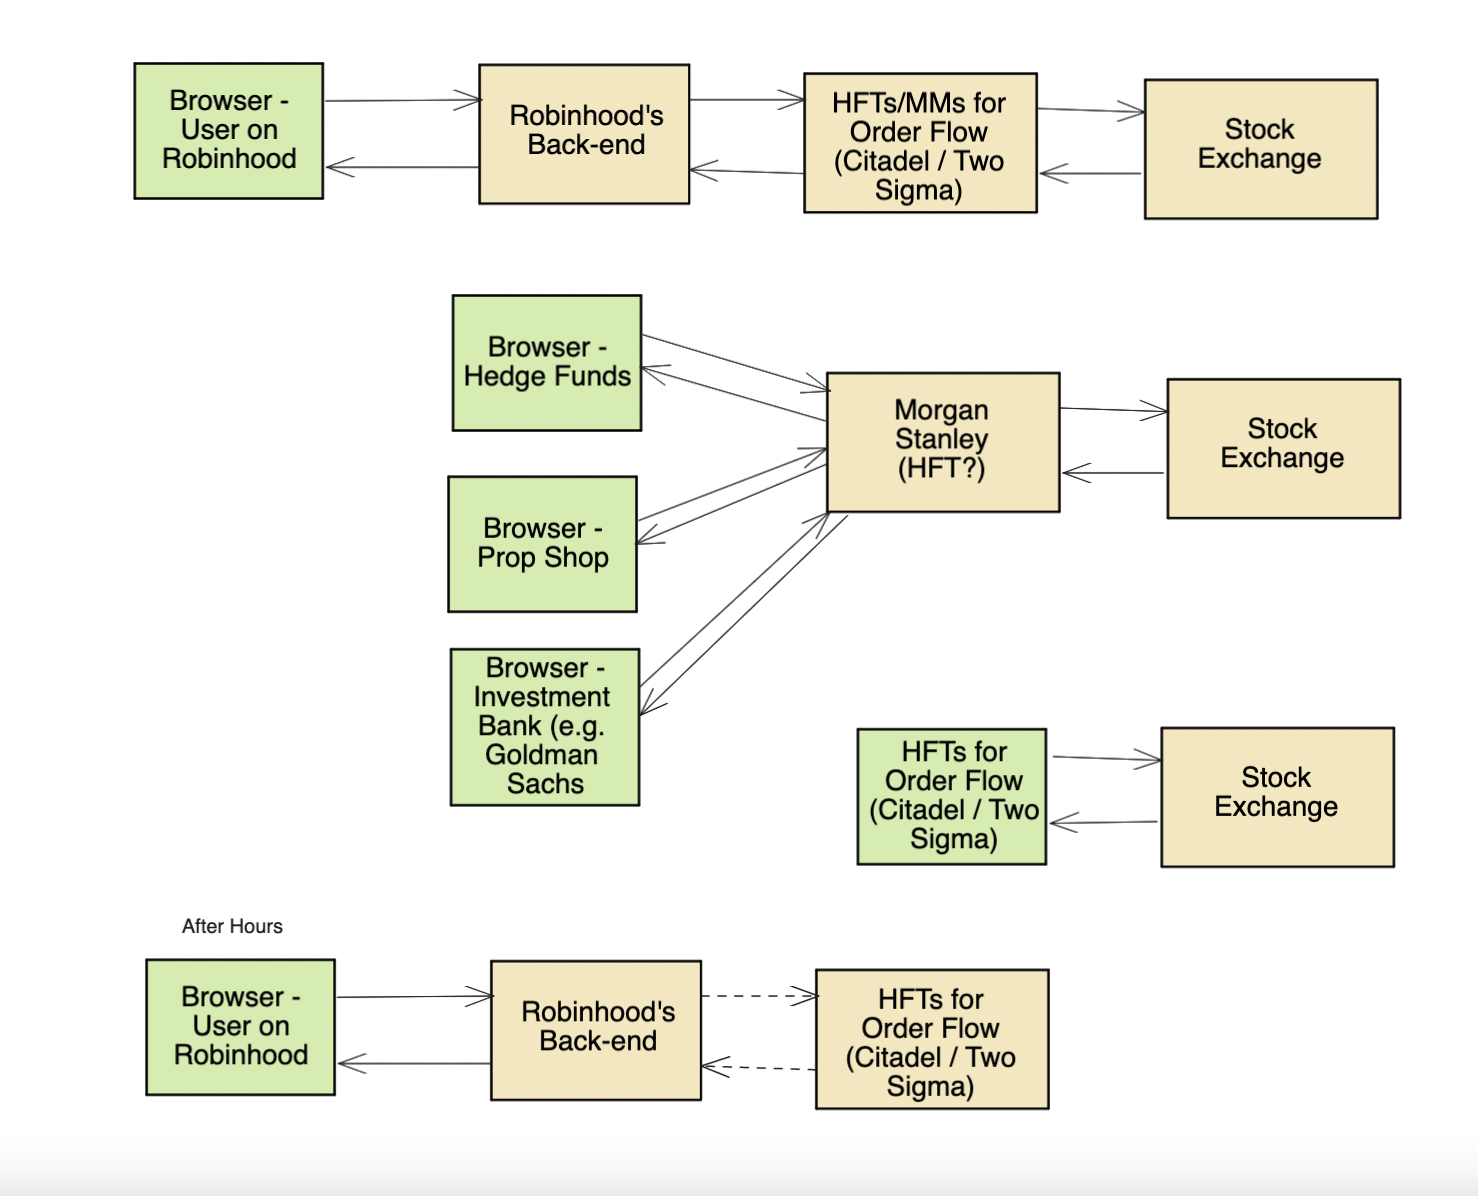 Browser -
User on
Robinhood
Robinhood's
Back-end
HFTs/MMs for
Order Flow
(Citadel / Two
Sigma)
Stock
Exchange
Browser -
Hedge Funds
Morgan
Stanley
(HFT?)
Stock
Exchange
Browser -
Prop Shop
Browser -
Investment
Bank (e.g.
Goldman
Sachs
HFTs for
Order Flow
(Citadel / Two
Sigma)
Stock
Exchange
After Hours
Browser -
User on
Robinhood
Robinhood's
Back-end
HFTs for
Order Flow
(Citadel / Two
Sigma)